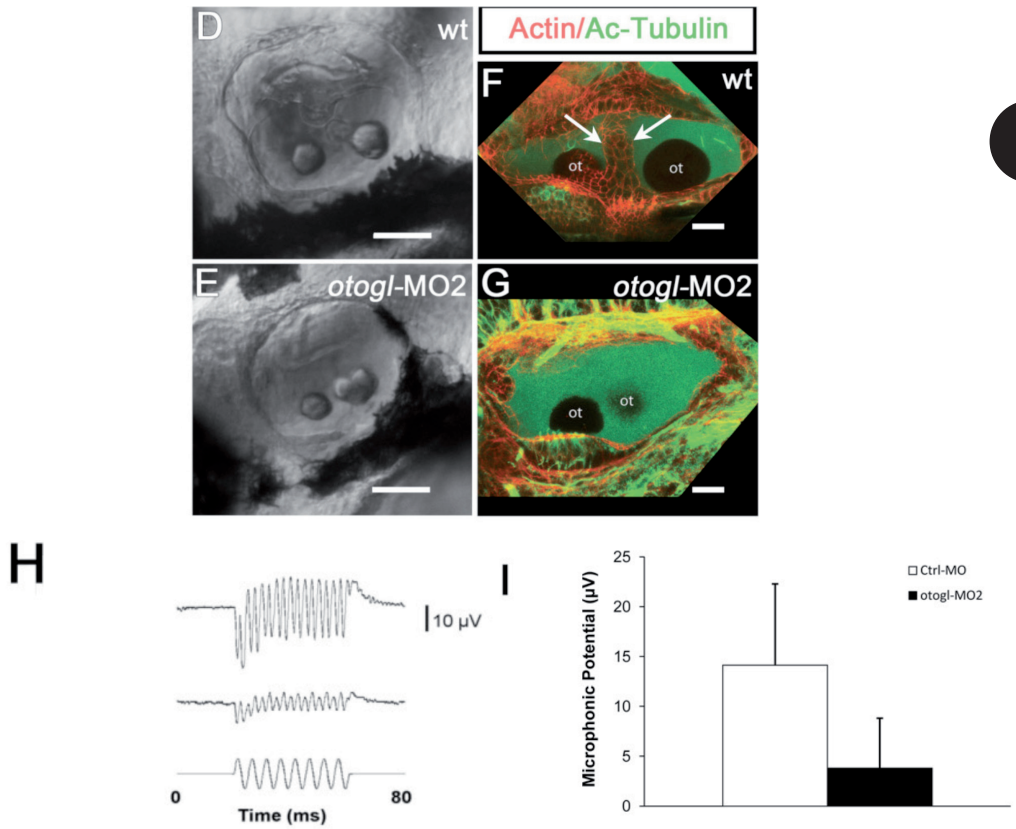 D wt
Actin/Ac-Tubulin
F wt
ot ot
E otogl-MO2
G otogl-MO2
ot ot
H
10 µV
0 80
Time (ms)
I
Microphonic Potential (µV)
25
20
15
10
5
0
Ctrl-MO
otogl-MO2